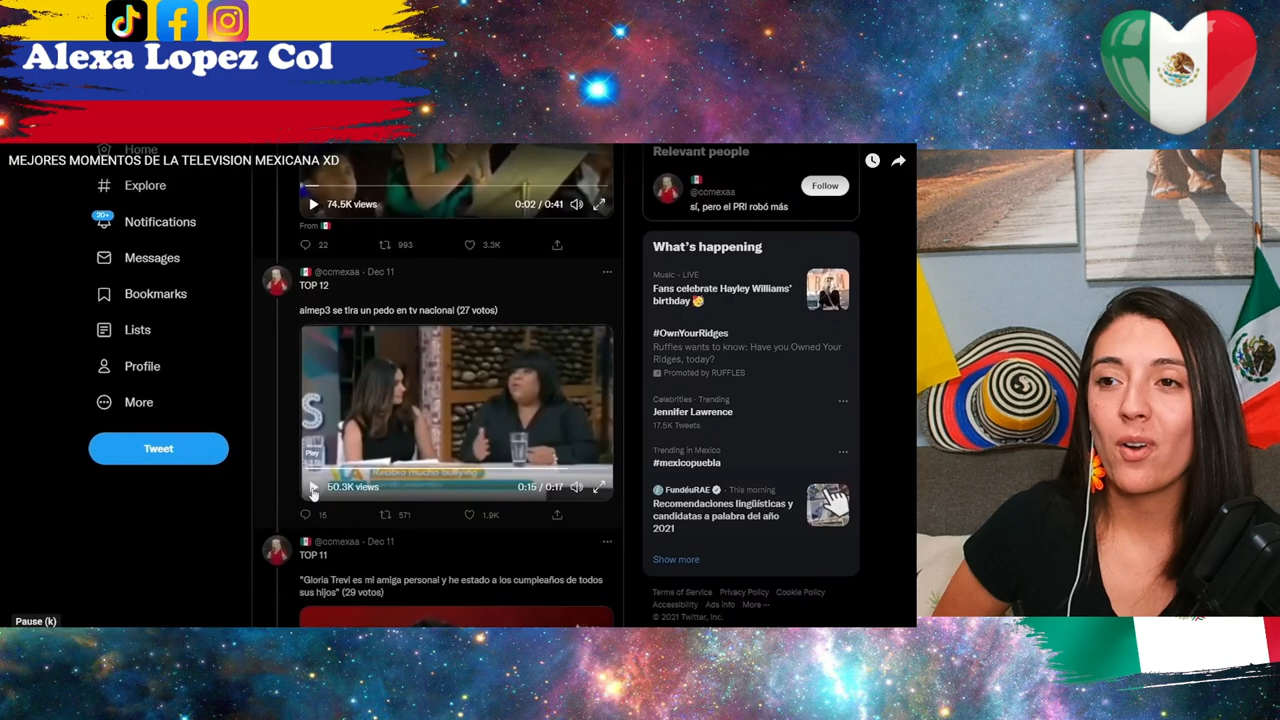 Alexa Lopez Col
MEJORES MOMENTOS DE LA TELEVISION MEXICANA XD
Home
Explore
20+
Notifications
Messages
Bookmarks
Lists
Profile
More
Tweet
Pause (k)
74.5K views
0:02 / 0:41
From
22
993
3.3K
@ccmexaa · Dec 11
TOP 12
aimep3 se tira un pedo en tv nacional (27 votos)
Play
Recibió mucho bullying
50.3K views
0:15 / 0:17
15
571
1.9K
@ccmexaa · Dec 11
TOP 11
"Gloria Trevi es mi amiga personal y he estado a los cumpleaños de todos
sus hijos" (29 votos)
Relevant people
@ccmexaa
Follow
sí, pero el PRI robó más
What's happening
Music · LIVE
Fans celebrate Hayley Williams'
birthday
#OwnYourRidges
Ruffles wants to know: Have you Owned Your
Ridges, today?
Promoted by RUFFLES
Celebrities · Trending
Jennifer Lawrence
17.5K Tweets
Trending in Mexico
#mexicopuebla
FundéuRAE · This morning
Recomendaciones lingüísticas y
candidatas a palabra del año
2021
Show more
Terms of Service Privacy Policy Cookie Policy
Accessibility Ads info More ···
© 2021 Twitter, Inc.